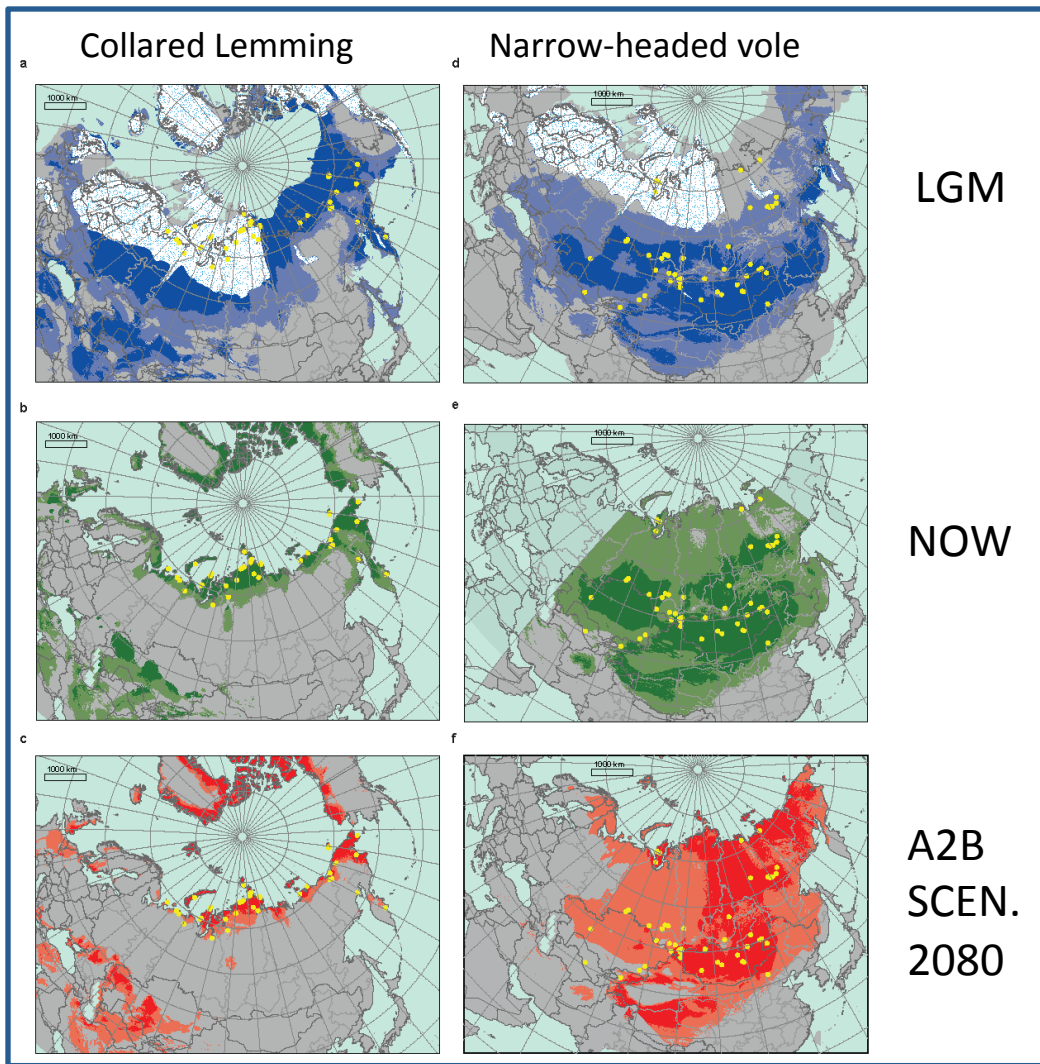 Collared Lemming
Narrow-headed vole
a
1000 km
d
1000 km
LGM
b
1000 km
e
1000 km
NOW
c
1000 km
f
1000 km
A2B
SCEN.
2080